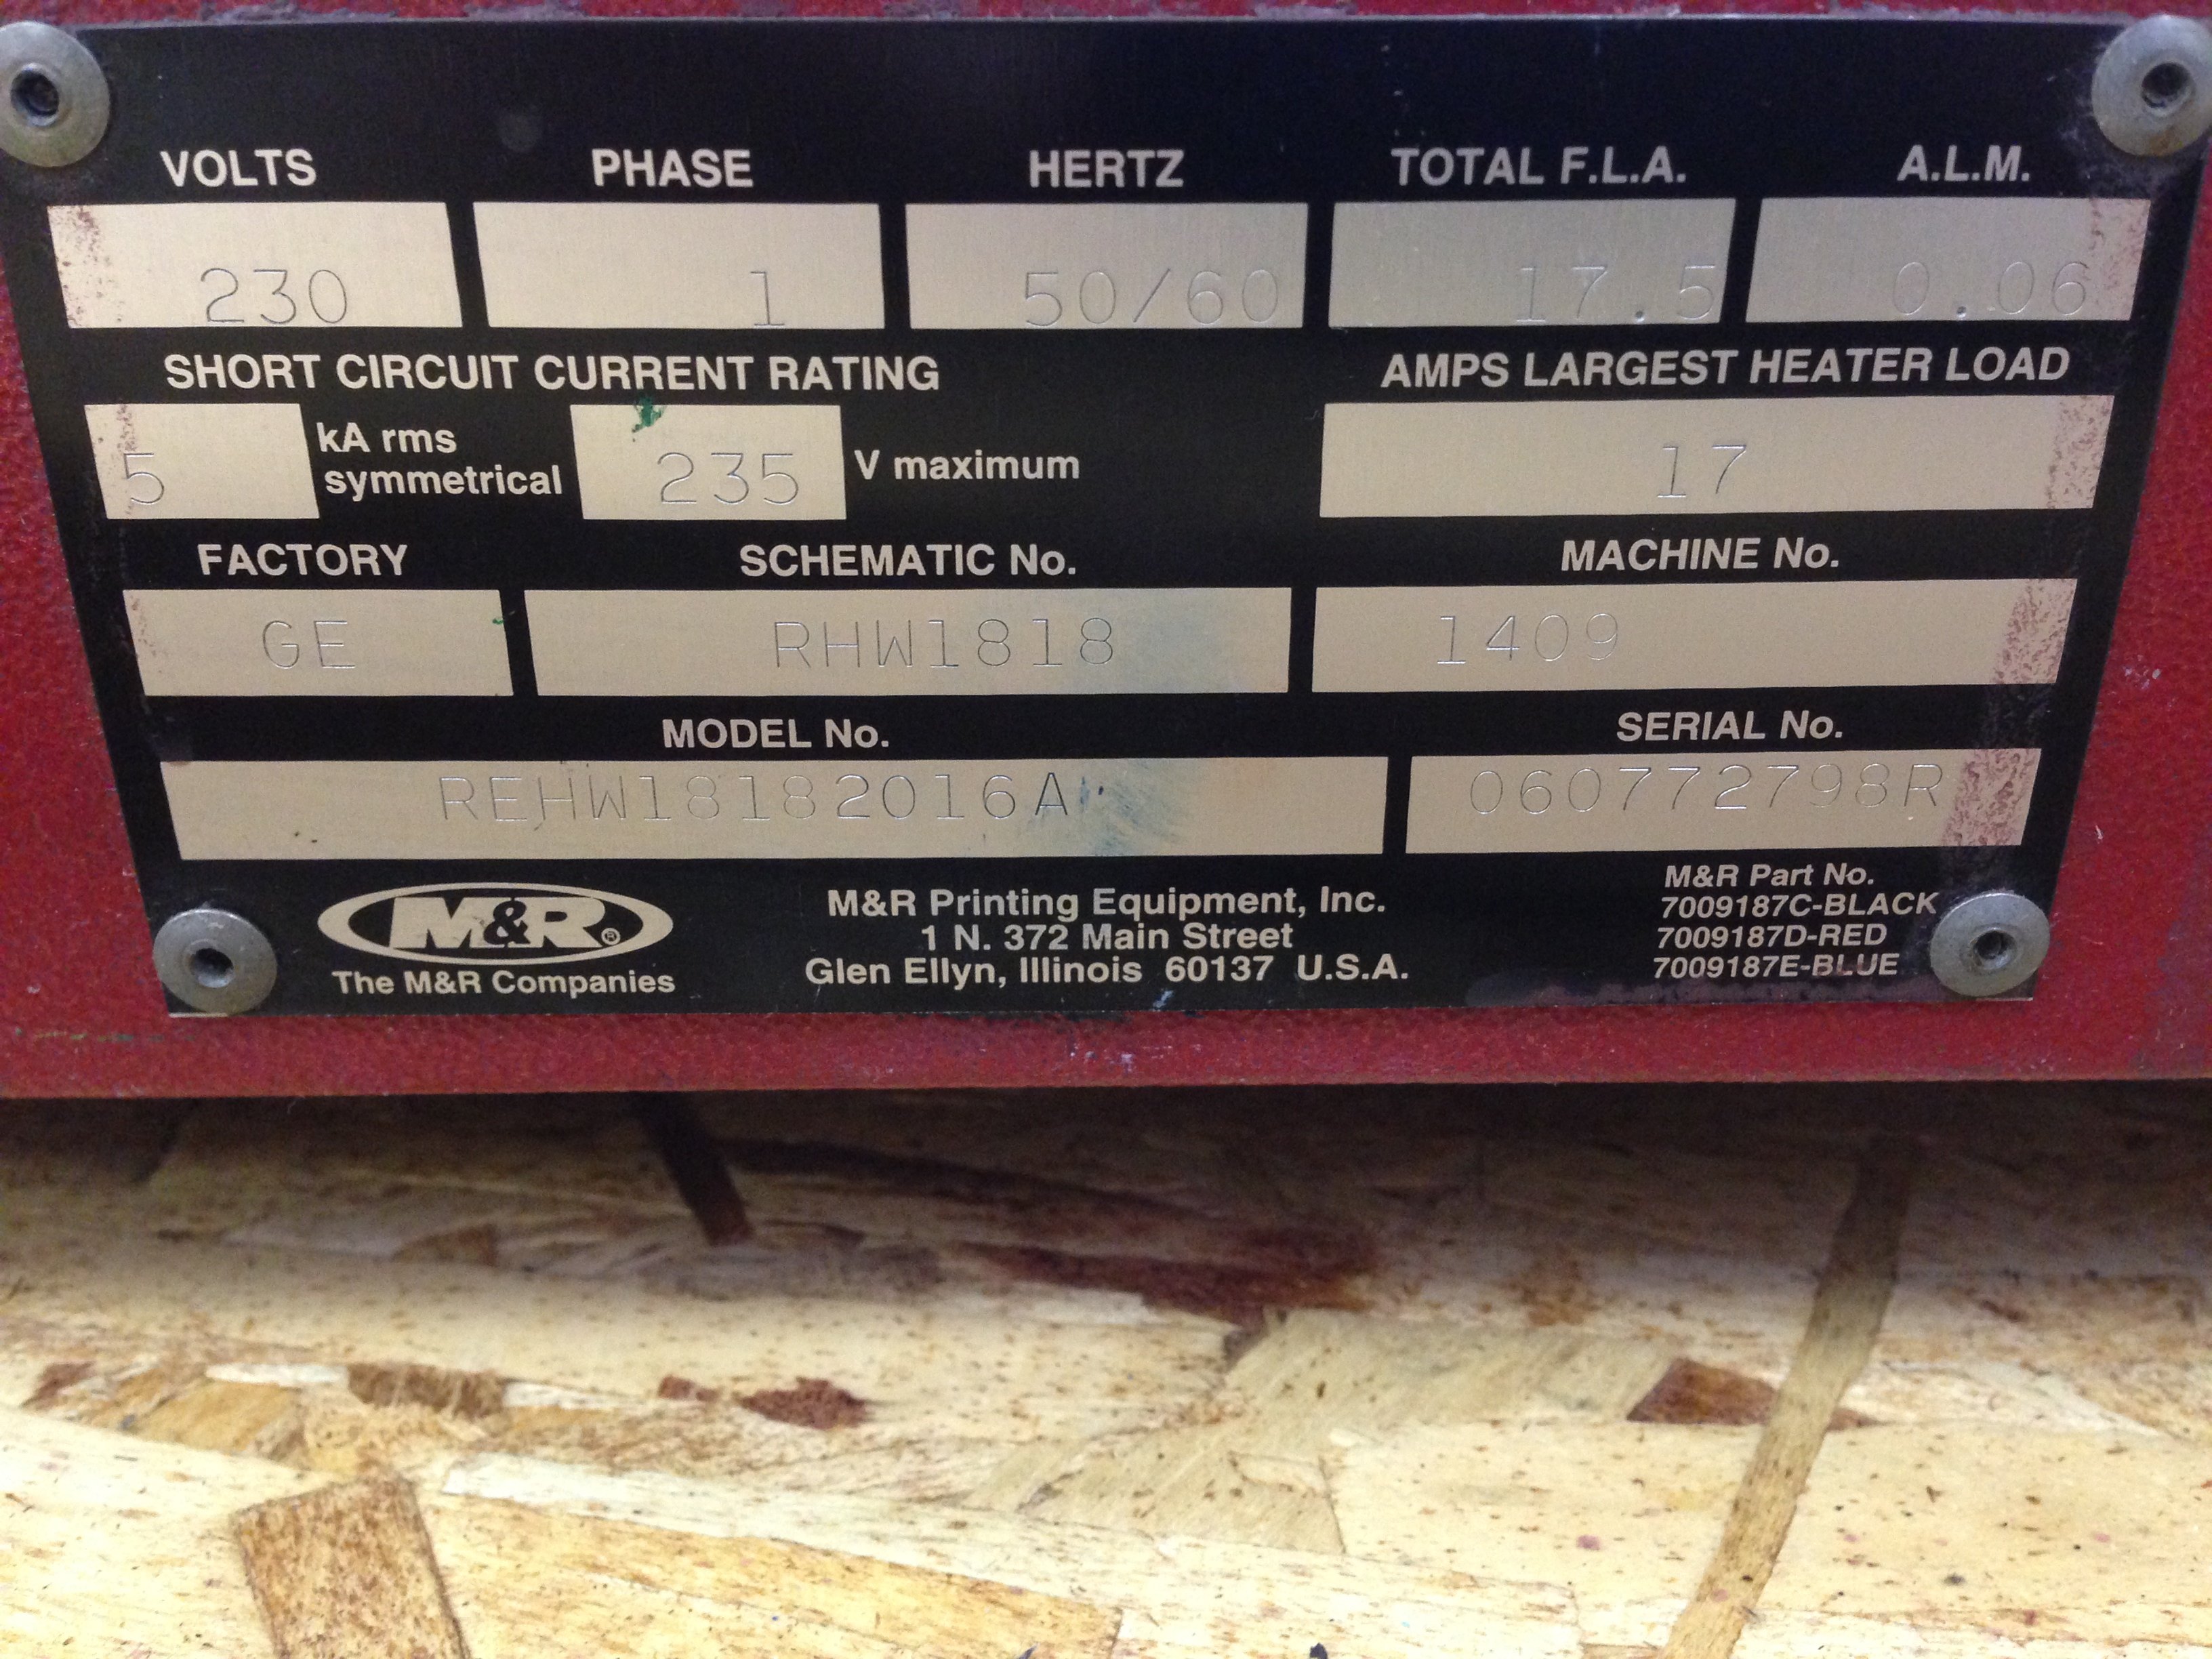 VOLTS PHASE HERTZ TOTAL F.L.A. A.L.M.
230 1 50/60 17.5 0.06
SHORT CIRCUIT CURRENT RATING AMPS LARGEST HEATER LOAD
5 kA rms symmetrical 235 V maximum 17
FACTORY SCHEMATIC No. MACHINE No.
GE RHW1818 1409
MODEL No. SERIAL No.
REHW18182016A 060772798R
M&R®
The M&R Companies
M&R Printing Equipment, Inc.
1 N. 372 Main Street
Glen Ellyn, Illinois 60137 U.S.A.
M&R Part No.
7009187C-BLACK
7009187D-RED
7009187E-BLUE